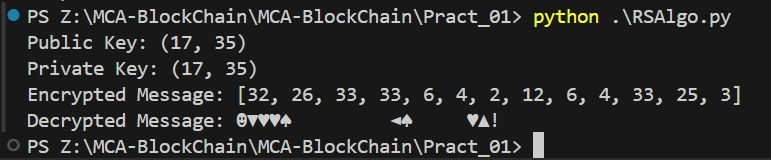 PS Z:\MCA-BlockChain\MCA-BlockChain\Pract_01> python .\RSAlgo.py
Public Key: (17, 35)
Private Key: (17, 35)
Encrypted Message: [32, 26, 33, 33, 6, 4, 2, 12, 6, 4, 33, 25, 3]
Decrypted Message: ☻▼♥♥♠ ◄♠ ♥▲!
PS Z:\MCA-BlockChain\MCA-BlockChain\Pract_01>